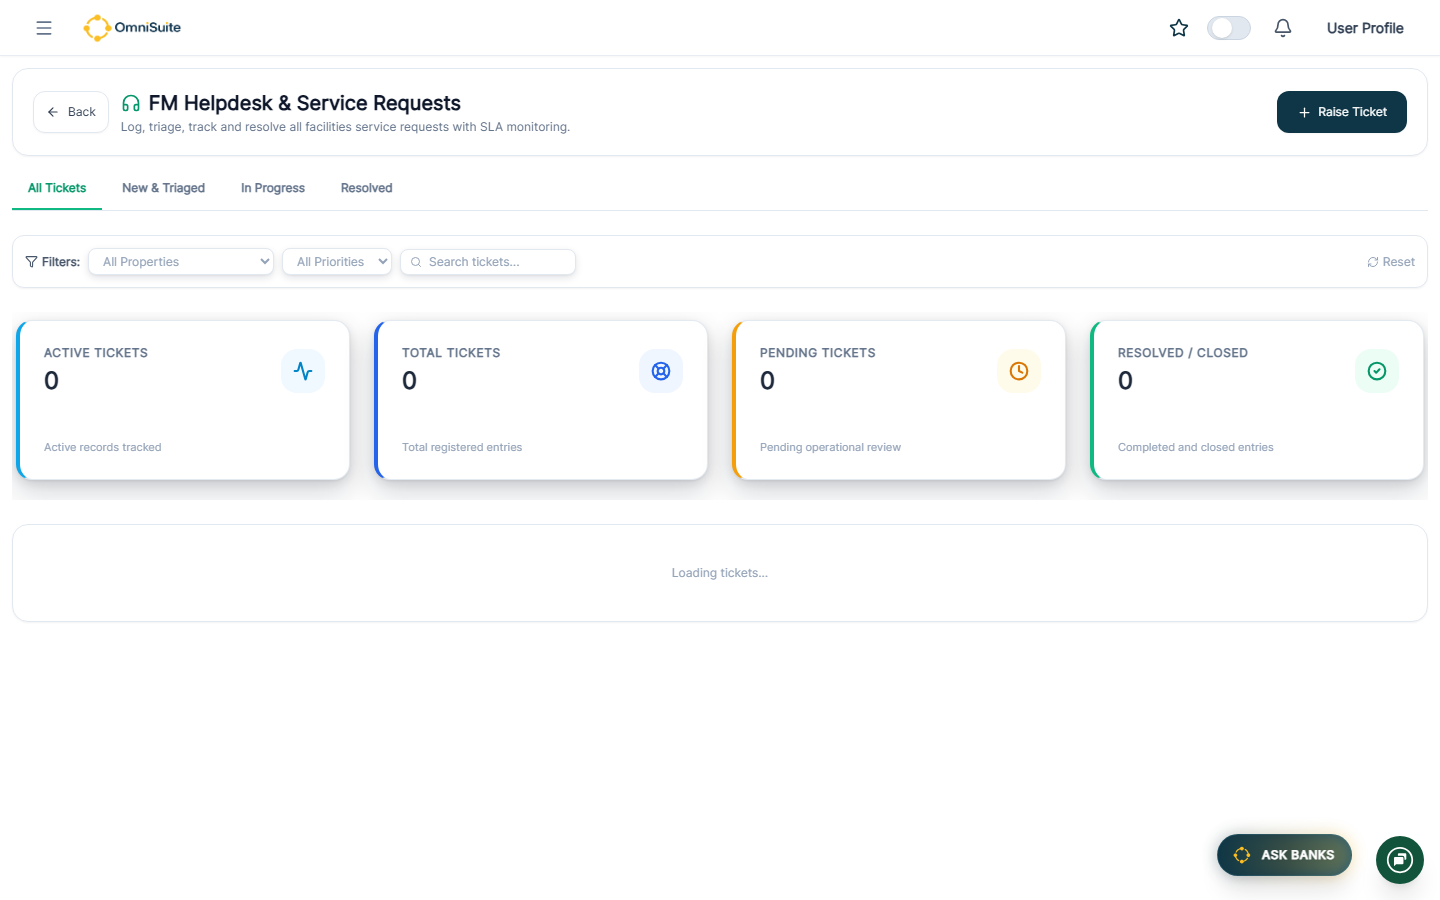 OmniSuite
User Profile
Back
FM Helpdesk & Service Requests
Log, triage, track and resolve all facilities service requests with SLA monitoring.
Raise Ticket
All Tickets
New & Triaged
In Progress
Resolved
Filters:
All Properties
All Priorities
Search tickets...
Reset
ACTIVE TICKETS
0
Active records tracked
TOTAL TICKETS
0
Total registered entries
PENDING TICKETS
0
Pending operational review
RESOLVED / CLOSED
0
Completed and closed entries
Loading tickets...
ASK BANKS